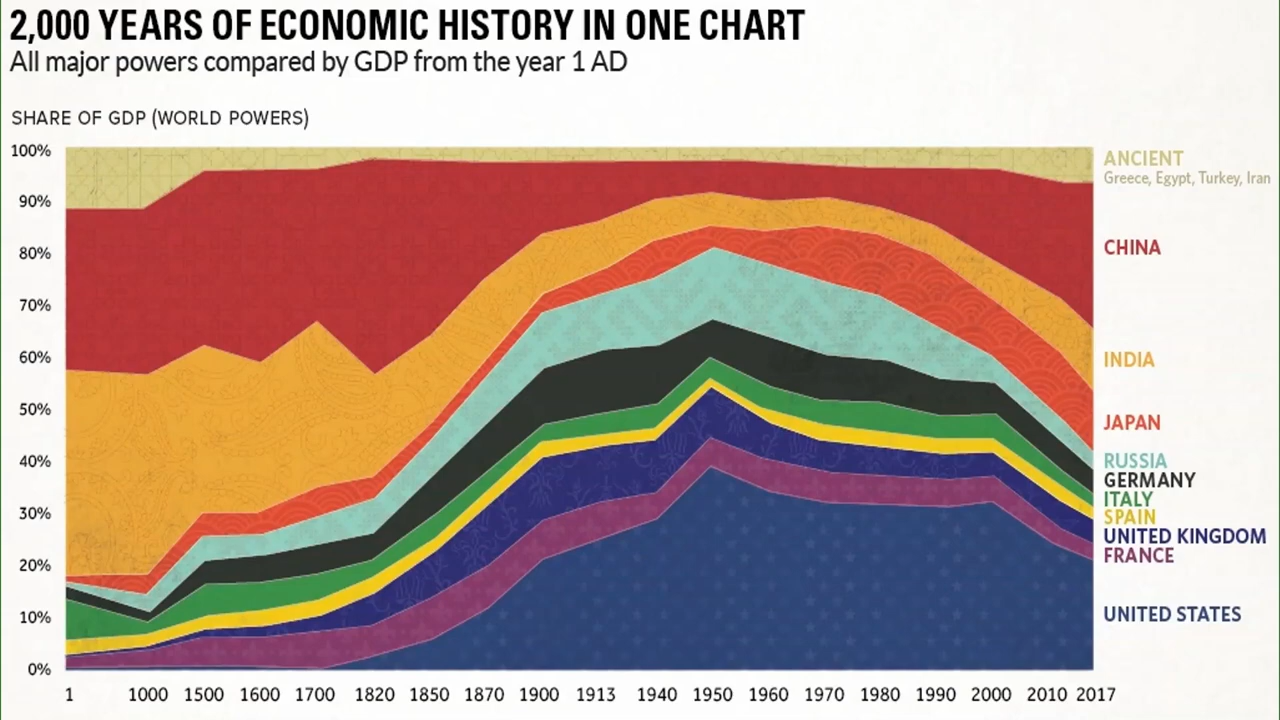 2,000 YEARS OF ECONOMIC HISTORY IN ONE CHART
All major powers compared by GDP from the year 1 AD
SHARE OF GDP (WORLD POWERS)
100%
90%
80%
70%
60%
50%
40%
30%
20%
10%
0%
ANCIENT
Greece, Egypt, Turkey, Iran
CHINA
INDIA
JAPAN
RUSSIA
GERMANY
ITALY
SPAIN
UNITED KINGDOM
FRANCE
UNITED STATES
1 1000 1500 1600 1700 1820 1850 1870 1900 1913 1940 1950 1960 1970 1980 1990 2000 2010 2017